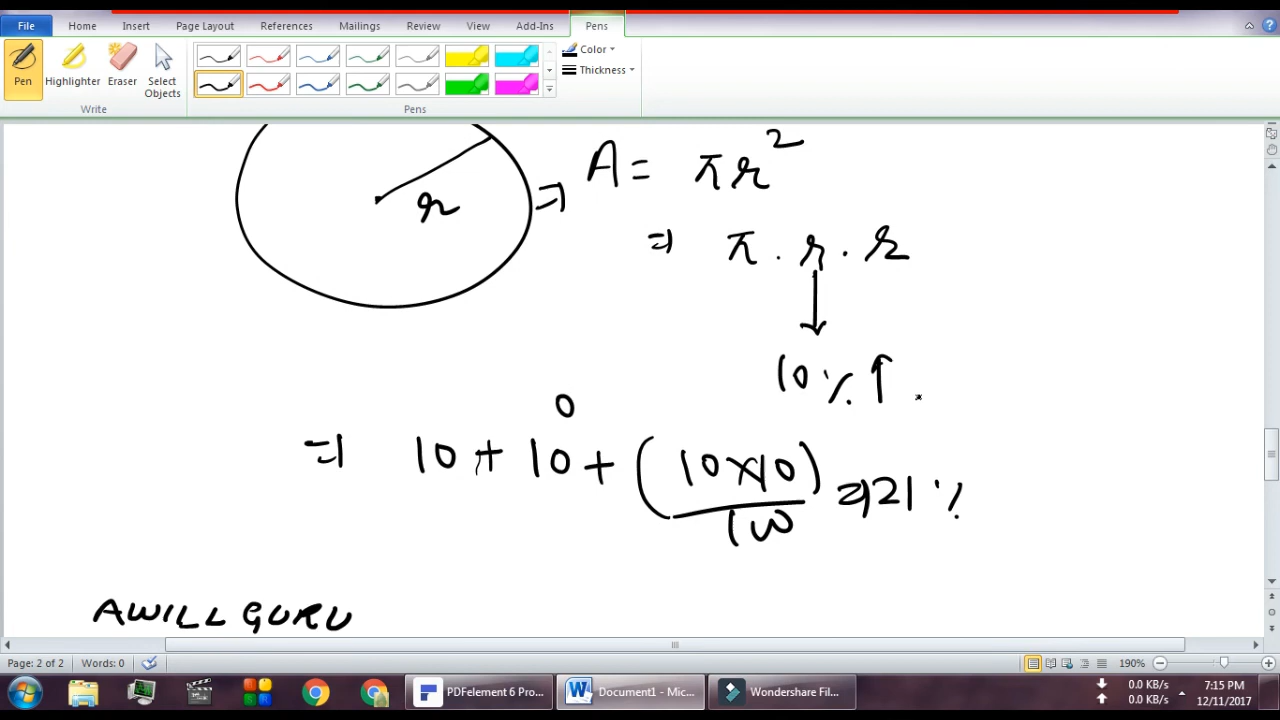 File Home Insert Page Layout References Mailings Review View Add-Ins Pens
Pen Highlighter Eraser Select Objects Color Thickness
Write Pens
A = πr²
r
⇒ π . r . r
10% ↑ .
0
⇒ 10 + 10 + (10×10/100) ⇒ 21%
AWILL GURU
Page: 2 of 2 Words: 0 190%
PDFelement 6 Pro... Document1 - Mic... Wondershare Fil... 0.0 KB/s 0.0 KB/s 7:15 PM 12/11/2017